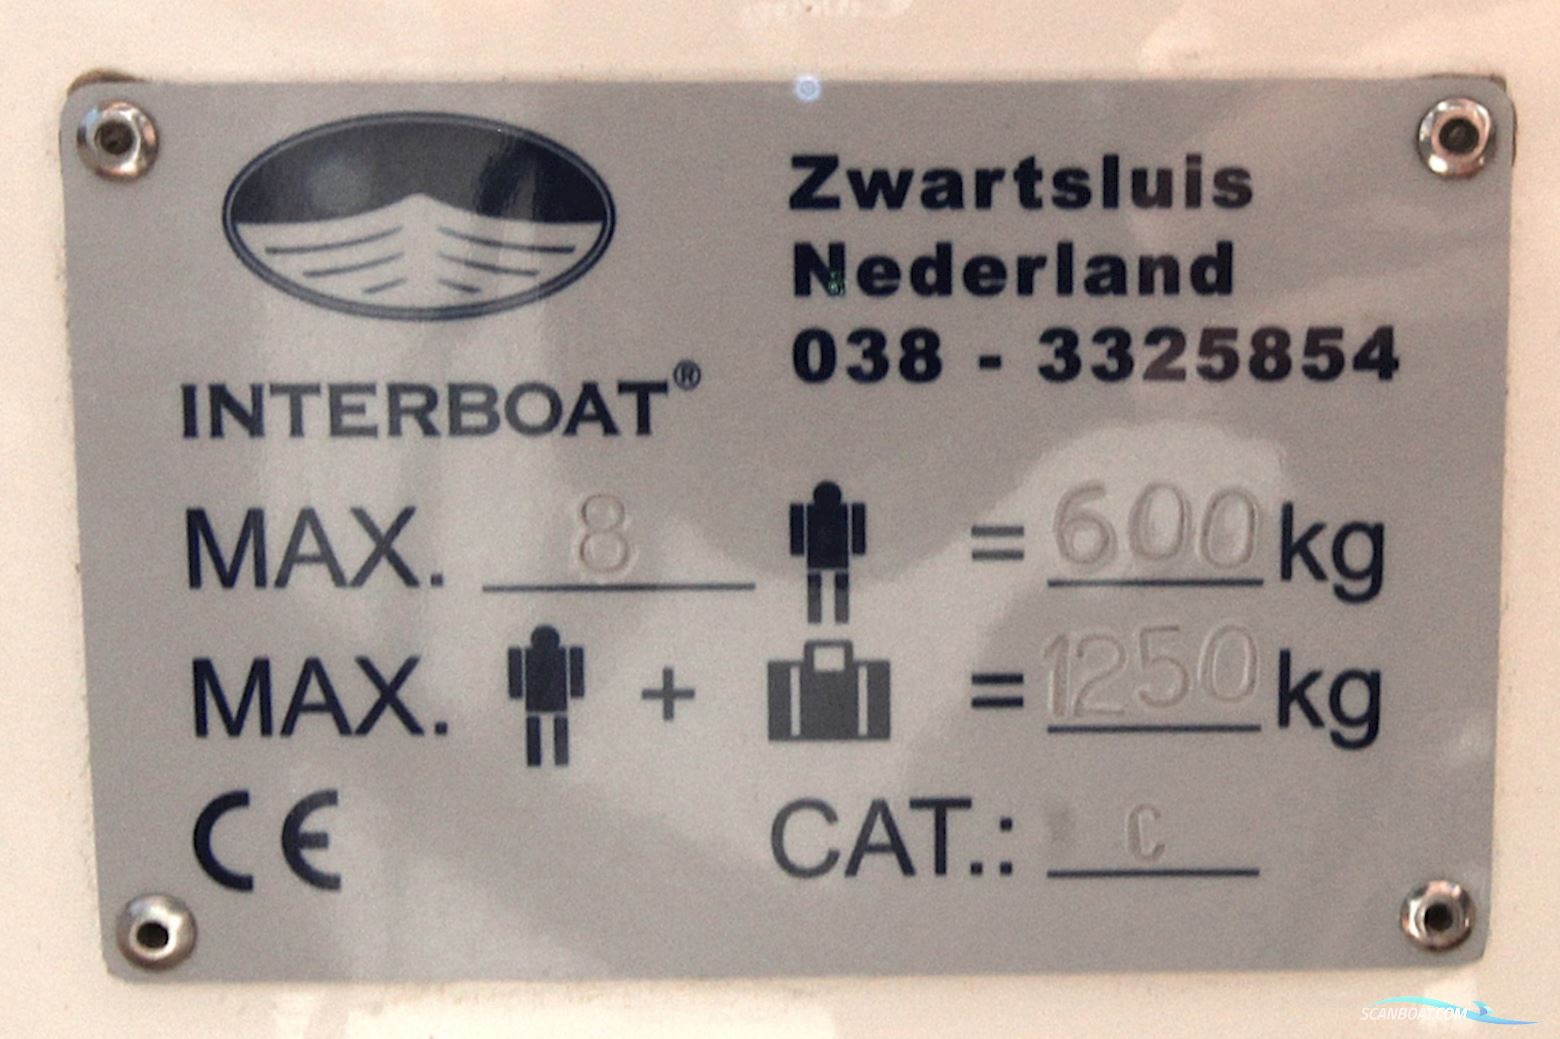 Zwartsluis
Nederland
038 - 3325854
INTERBOAT®
MAX. 8 = 600 kg
MAX. + = 1250 kg
CE CAT.: C
SCANBOAT.COM